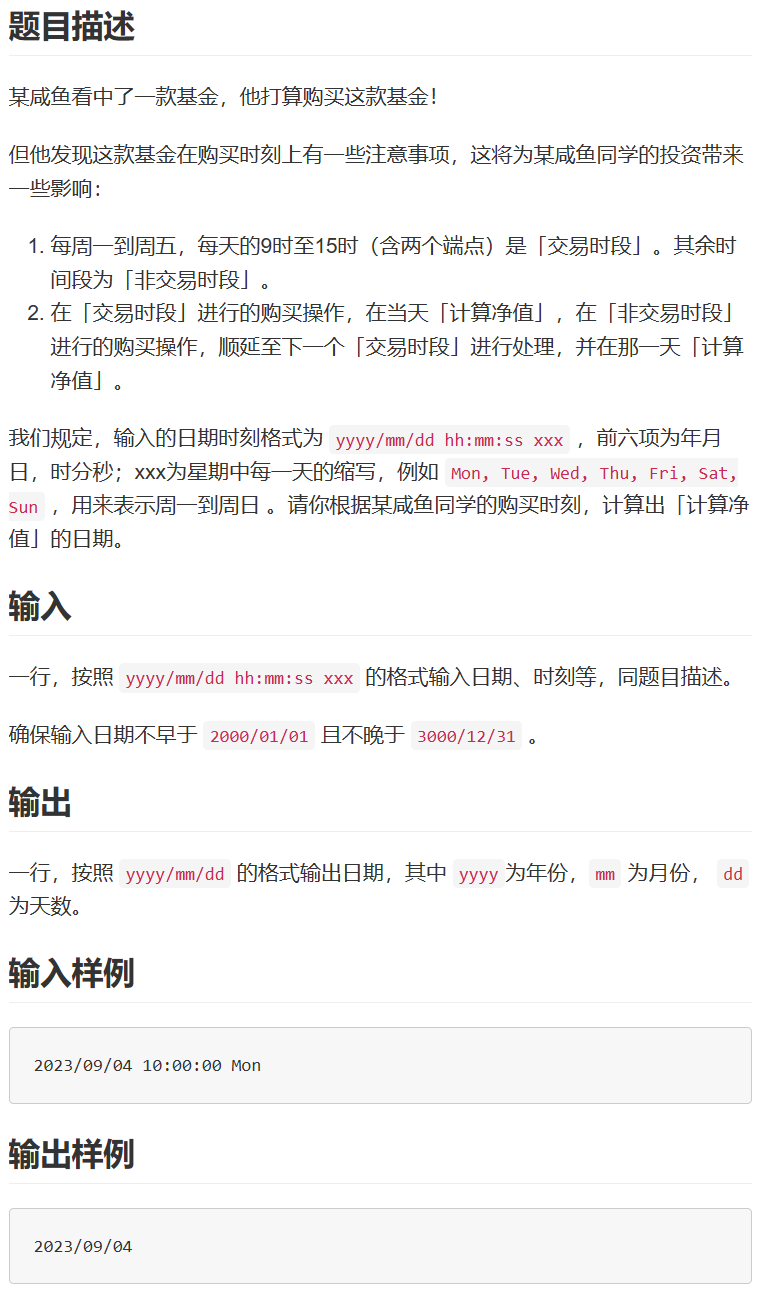 题目描述
某咸鱼看中了一款基金，他打算购买这款基金！
但他发现这款基金在购买时刻上有一些注意事项，这将为某咸鱼同学的投资带来
一些影响：
1. 每周一到周五，每天的9时至15时（含两个端点）是「交易时段」。其余时
间段为「非交易时段」。
2. 在「交易时段」进行的购买操作，在当天「计算净值」，在「非交易时段」
进行的购买操作，顺延至下一个「交易时段」进行处理，并在那一天「计算
净值」。
我们规定，输入的日期时刻格式为 yyyy/mm/dd hh:mm:ss xxx ，前六项为年月
日，时分秒；xxx为星期中每一天的缩写，例如 Mon, Tue, Wed, Thu, Fri, Sat,
Sun ，用来表示周一到周日 。请你根据某咸鱼同学的购买时刻，计算出「计算净
值」的日期。
输入
一行，按照 yyyy/mm/dd hh:mm:ss xxx 的格式输入日期、时刻等，同题目描述。
确保输入日期不早于 2000/01/01 且不晚于 3000/12/31 。
输出
一行，按照 yyyy/mm/dd 的格式输出日期，其中 yyyy 为年份， mm 为月份， dd
为天数。
输入样例
2023/09/04 10:00:00 Mon
输出样例
2023/09/04